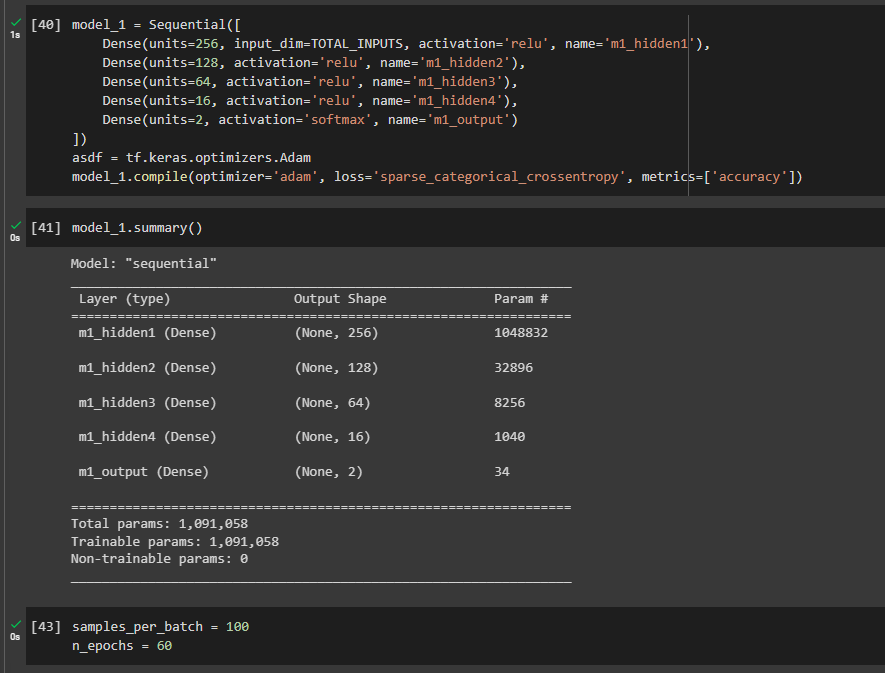 [40] model_1 = Sequential([
Dense(units=256, input_dim=TOTAL_INPUTS, activation='relu', name='m1_hidden1'),
Dense(units=128, activation='relu', name='m1_hidden2'),
Dense(units=64, activation='relu', name='m1_hidden3'),
Dense(units=16, activation='relu', name='m1_hidden4'),
Dense(units=2, activation='softmax', name='m1_output')
])
asdf = tf.keras.optimizers.Adam
model_1.compile(optimizer='adam', loss='sparse_categorical_crossentropy', metrics=['accuracy'])
1s
[41] model_1.summary()
0s
Model: "sequential"
Layer (type) Output Shape Param #
=================================================================
m1_hidden1 (Dense) (None, 256) 1048832
m1_hidden2 (Dense) (None, 128) 32896
m1_hidden3 (Dense) (None, 64) 8256
m1_hidden4 (Dense) (None, 16) 1040
m1_output (Dense) (None, 2) 34
=================================================================
Total params: 1,091,058
Trainable params: 1,091,058
Non-trainable params: 0
[43] samples_per_batch = 100
0s
n_epochs = 60